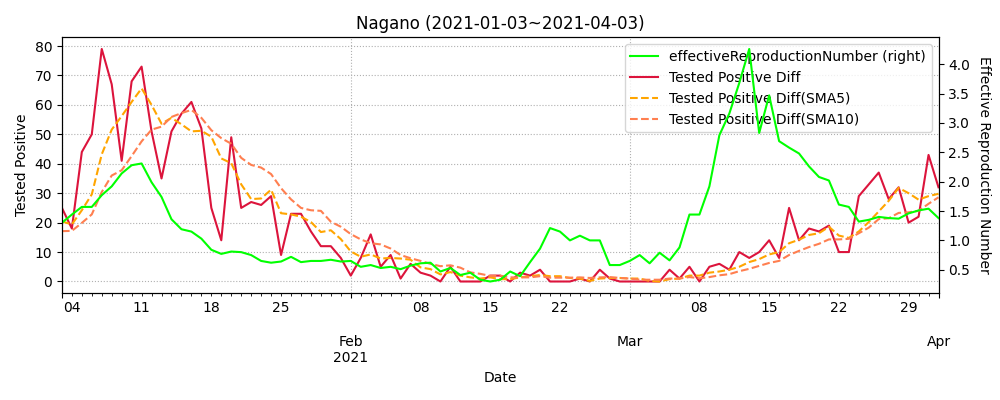 Nagano (2021-01-03~2021-04-03)
effectiveReproductionNumber (right)
Tested Positive Diff
Tested Positive Diff(SMA5)
Tested Positive Diff(SMA10)
Tested Positive
80
70
60
50
40
30
20
10
0
Effective Reproduction Number
4.0
3.5
3.0
2.5
2.0
1.5
1.0
0.5
04 11 18 25 08 15 22 08 15 22 29
Feb Mar Apr
2021
Date